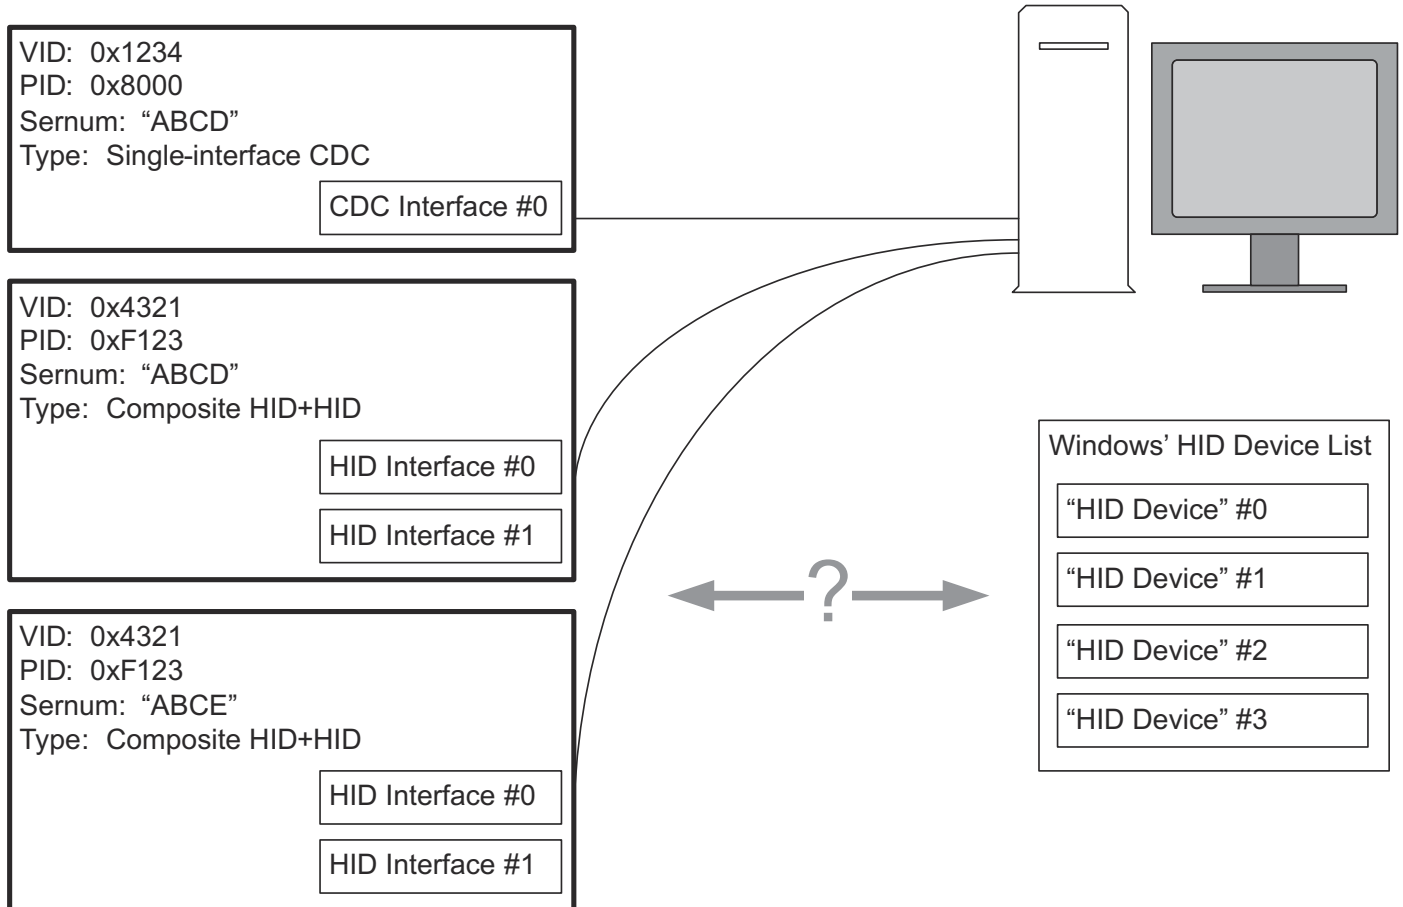 VID: 0x1234
PID: 0x8000
Sernum: “ABCD”
Type: Single-interface CDC
CDC Interface #0
VID: 0x4321
PID: 0xF123
Sernum: “ABCD”
Type: Composite HID+HID
HID Interface #0
HID Interface #1
VID: 0x4321
PID: 0xF123
Sernum: “ABCE”
Type: Composite HID+HID
HID Interface #0
HID Interface #1
?
Windows’ HID Device List
“HID Device” #0
“HID Device” #1
“HID Device” #2
“HID Device” #3